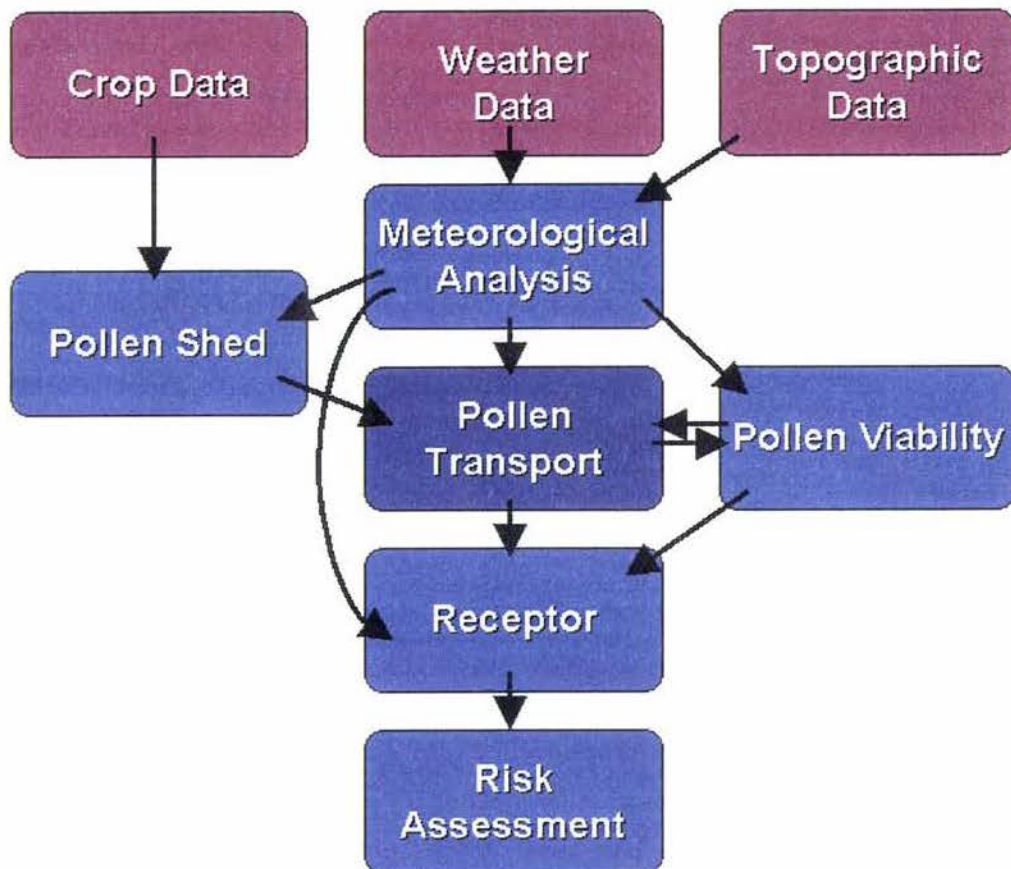 Crop Data
Weather
Data
Topographic
Data
Meteorological
Analysis
Pollen Shed
Pollen
Transport
Pollen Viability
Receptor
Risk
Assessment